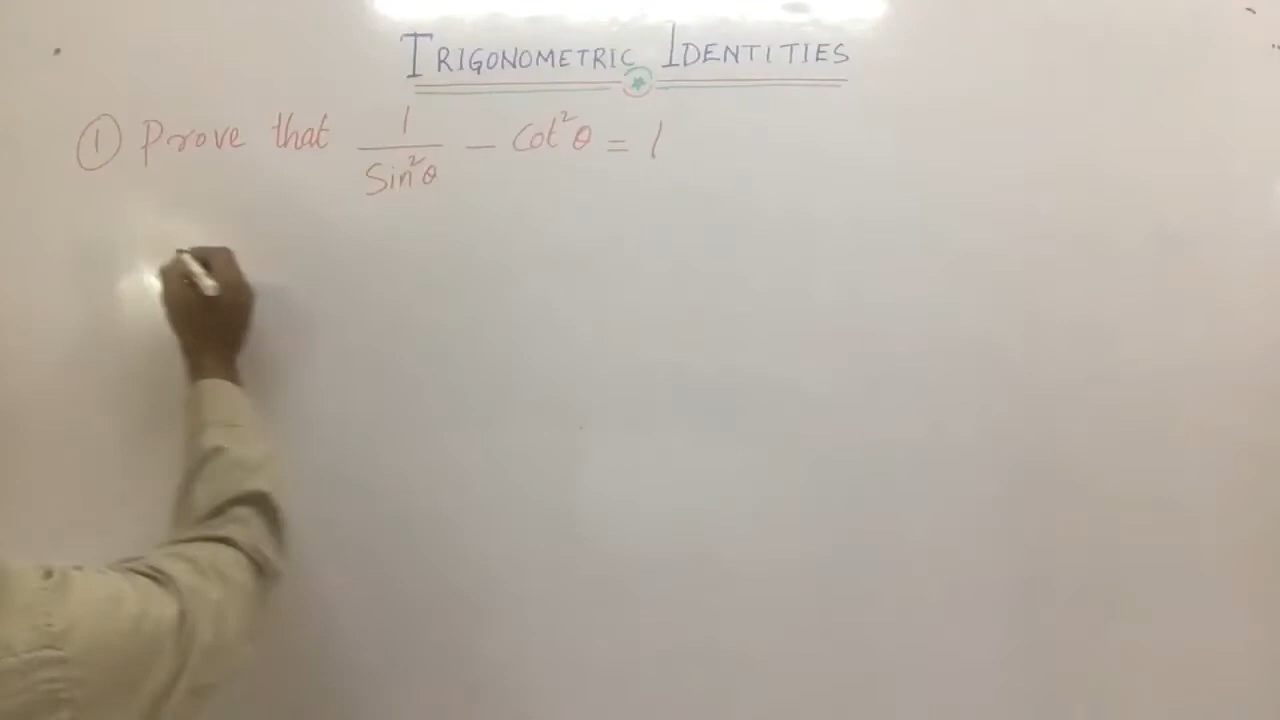 TRIGONOMETRIC IDENTITIES
① Prove that 1/Sin²θ - Cot²θ = 1